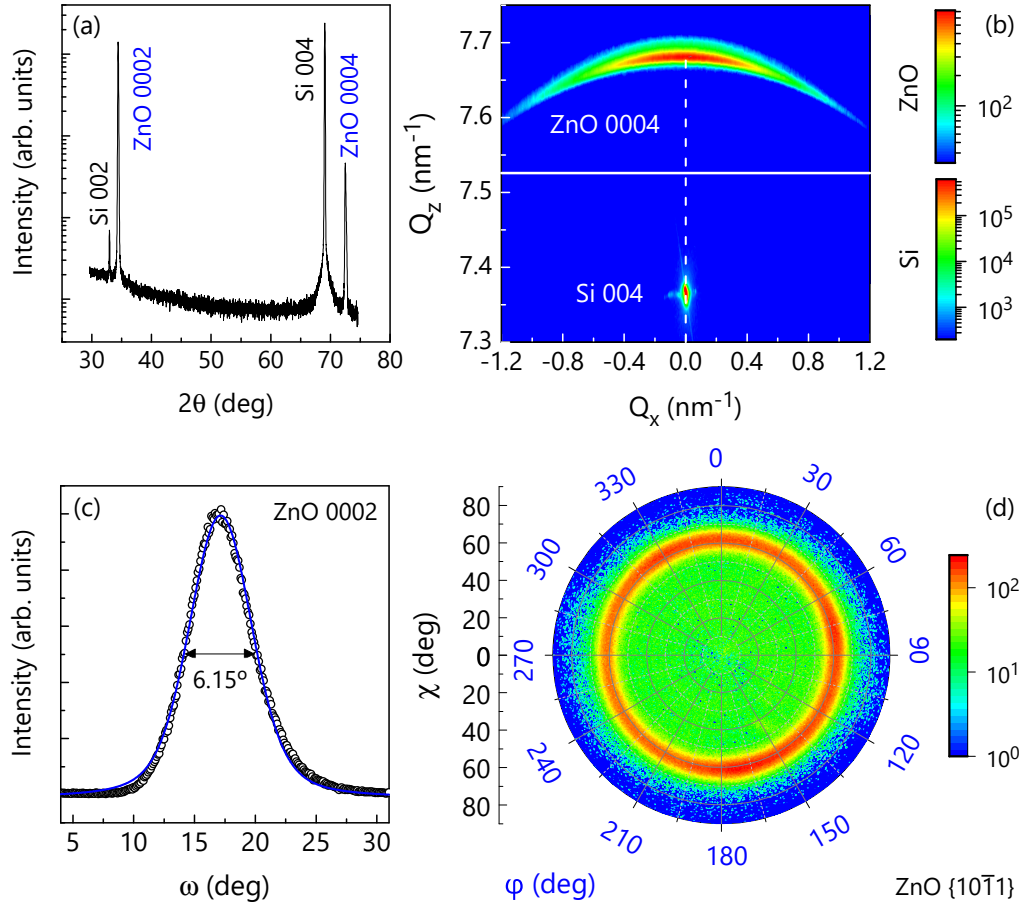 (a)
Intensity (arb. units)
Si 002
ZnO 0002
Si 004
ZnO 0004
30 40 50 60 70 80
2θ (deg)
(b)
Q_z (nm⁻¹)
7.7
7.6
7.5
7.4
7.3
ZnO 0004
Si 004
-1.2 -0.8 -0.4 0.0 0.4 0.8 1.2
Q_x (nm⁻¹)
ZnO
10²
Si
10⁵
10⁴
10³
(c)
ZnO 0002
Intensity (arb. units)
6.15°
5 10 15 20 25 30
ω (deg)
(d)
χ (deg)
80
60
40
20
0
20
40
60
80
0
30
60
90
120
150
180
210
240
270
300
330
φ (deg)
10²
10¹
10⁰
ZnO {101̅1}